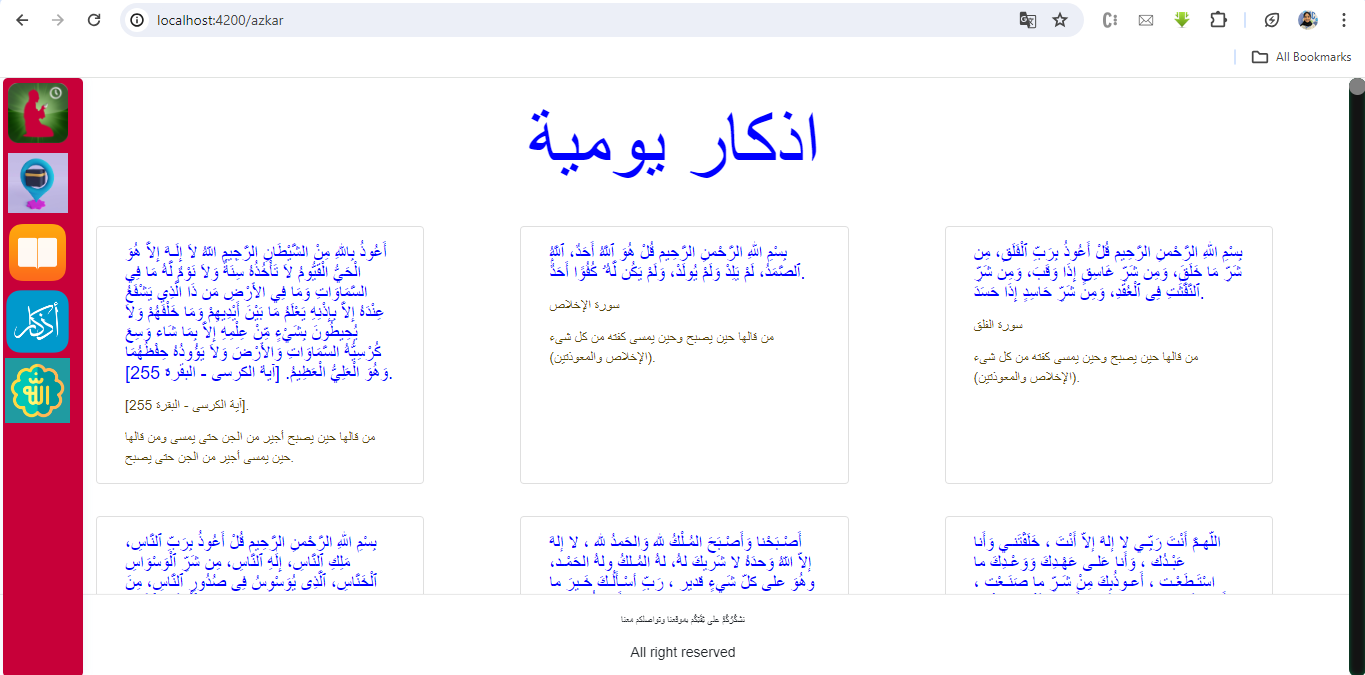 localhost:4200/azkar
All Bookmarks
اذكار يومية
أَعُوذُ بِاللهِ مِنْ الشَّيْطَانِ الرَّجِيمِ اللّهُ لاَ إِلَـهَ إِلاَّ هُوَ
الْحَيُّ الْقَيُّومُ لاَ تَأْخُذُهُ سِنَةٌ وَلاَ نَوْمٌ لَّهُ مَا فِي
السَّمَاوَاتِ وَمَا فِي الأَرْضِ مَن ذَا الَّذِي يَشْفَعُ
عِنْدَهُ إِلاَّ بِإِذْنِهِ يَعْلَمُ مَا بَيْنَ أَيْدِيهِمْ وَمَا خَلْفَهُمْ وَلاَ
يُحِيطُونَ بِشَيْءٍ مِّنْ عِلْمِهِ إِلاَّ بِمَا شَاء وَسِعَ
كُرْسِيُّهُ السَّمَاوَاتِ وَالأَرْضَ وَلاَ يَؤُودُهُ حِفْظُهُمَا
وَهُوَ الْعَلِيُّ الْعَظِيمُ. [آية الكرسى - البقرة 255].
[آية الكرسى - البقرة 255].
من قالها حين يصبح أجير من الجن حتى يمسى ومن قالها
حين يمسى أجير من الجن حتى يصبح.
بِسْمِ اللهِ الرَّحْمنِ الرَّحِيم قُلْ هُوَ ٱللَّهُ أَحَدٌ، ٱللَّهُ
ٱلصَّمَدُ، لَمْ يَلِدْ وَلَمْ يُولَدْ، وَلَمْ يَكُن لَّهُۥ كُفُوًا أَحَدٌۢ.
سورة الإخلاص
من قالها حين يصبح وحين يمسى كفته من كل شىء
(الإخلاص والمعوذتين).
بِسْمِ اللهِ الرَّحْمنِ الرَّحِيم قُلْ أَعُوذُ بِرَبِّ ٱلْفَلَقِ، مِن
شَرِّ مَا خَلَقَ، وَمِن شَرِّ غَاسِقٍ إِذَا وَقَبَ، وَمِن شَرِّ
ٱلنَّفَّٰثَٰتِ فِى ٱلْعُقَدِ، وَمِن شَرِّ حَاسِدٍ إِذَا حَسَدَ.
سورة الفلق
من قالها حين يصبح وحين يمسى كفته من كل شىء
(الإخلاص والمعوذتين).
بِسْمِ اللهِ الرَّحْمنِ الرَّحِيم قُلْ أَعُوذُ بِرَبِّ ٱلنَّاسِ،
مَلِكِ ٱلنَّاسِ، إِلَٰهِ ٱلنَّاسِ، مِن شَرِّ ٱلْوَسْوَاسِ
ٱلْخَنَّاسِ، ٱلَّذِى يُوَسْوِسُ فِى صُدُورِ ٱلنَّاسِ، مِنَ
أَصْـبَحْنا وَأَصْـبَحَ المُـلْكُ لله وَالحَمدُ لله ، لا إلهَ
إلاّ اللّهُ وَحدَهُ لا شَريكَ لهُ، لهُ المُـلكُ ولهُ الحَمْـد،
وهُوَ على كلّ شَيءٍ قدير ، رَبِّ أسْـأَلُـكَ خَـيرَ ما
اللّهـمَّ أَنْتَ رَبِّـي لا إلهَ إلاّ أَنْتَ ، خَلَقْتَنـي وَأَنا
عَبْـدُك ، وَأَنا عَلـى عَهْـدِكَ وَوَعْـدِكَ ما
اسْتَـطَعْـت ، أَعـوذُبِكَ مِنْ شَـرِّ ما صَنَـعْت ،
نشكُرُكُمْ على ثِقَتِكُم بموقعنا وتواصلكم معنا
All right reserved
أذكار
الله